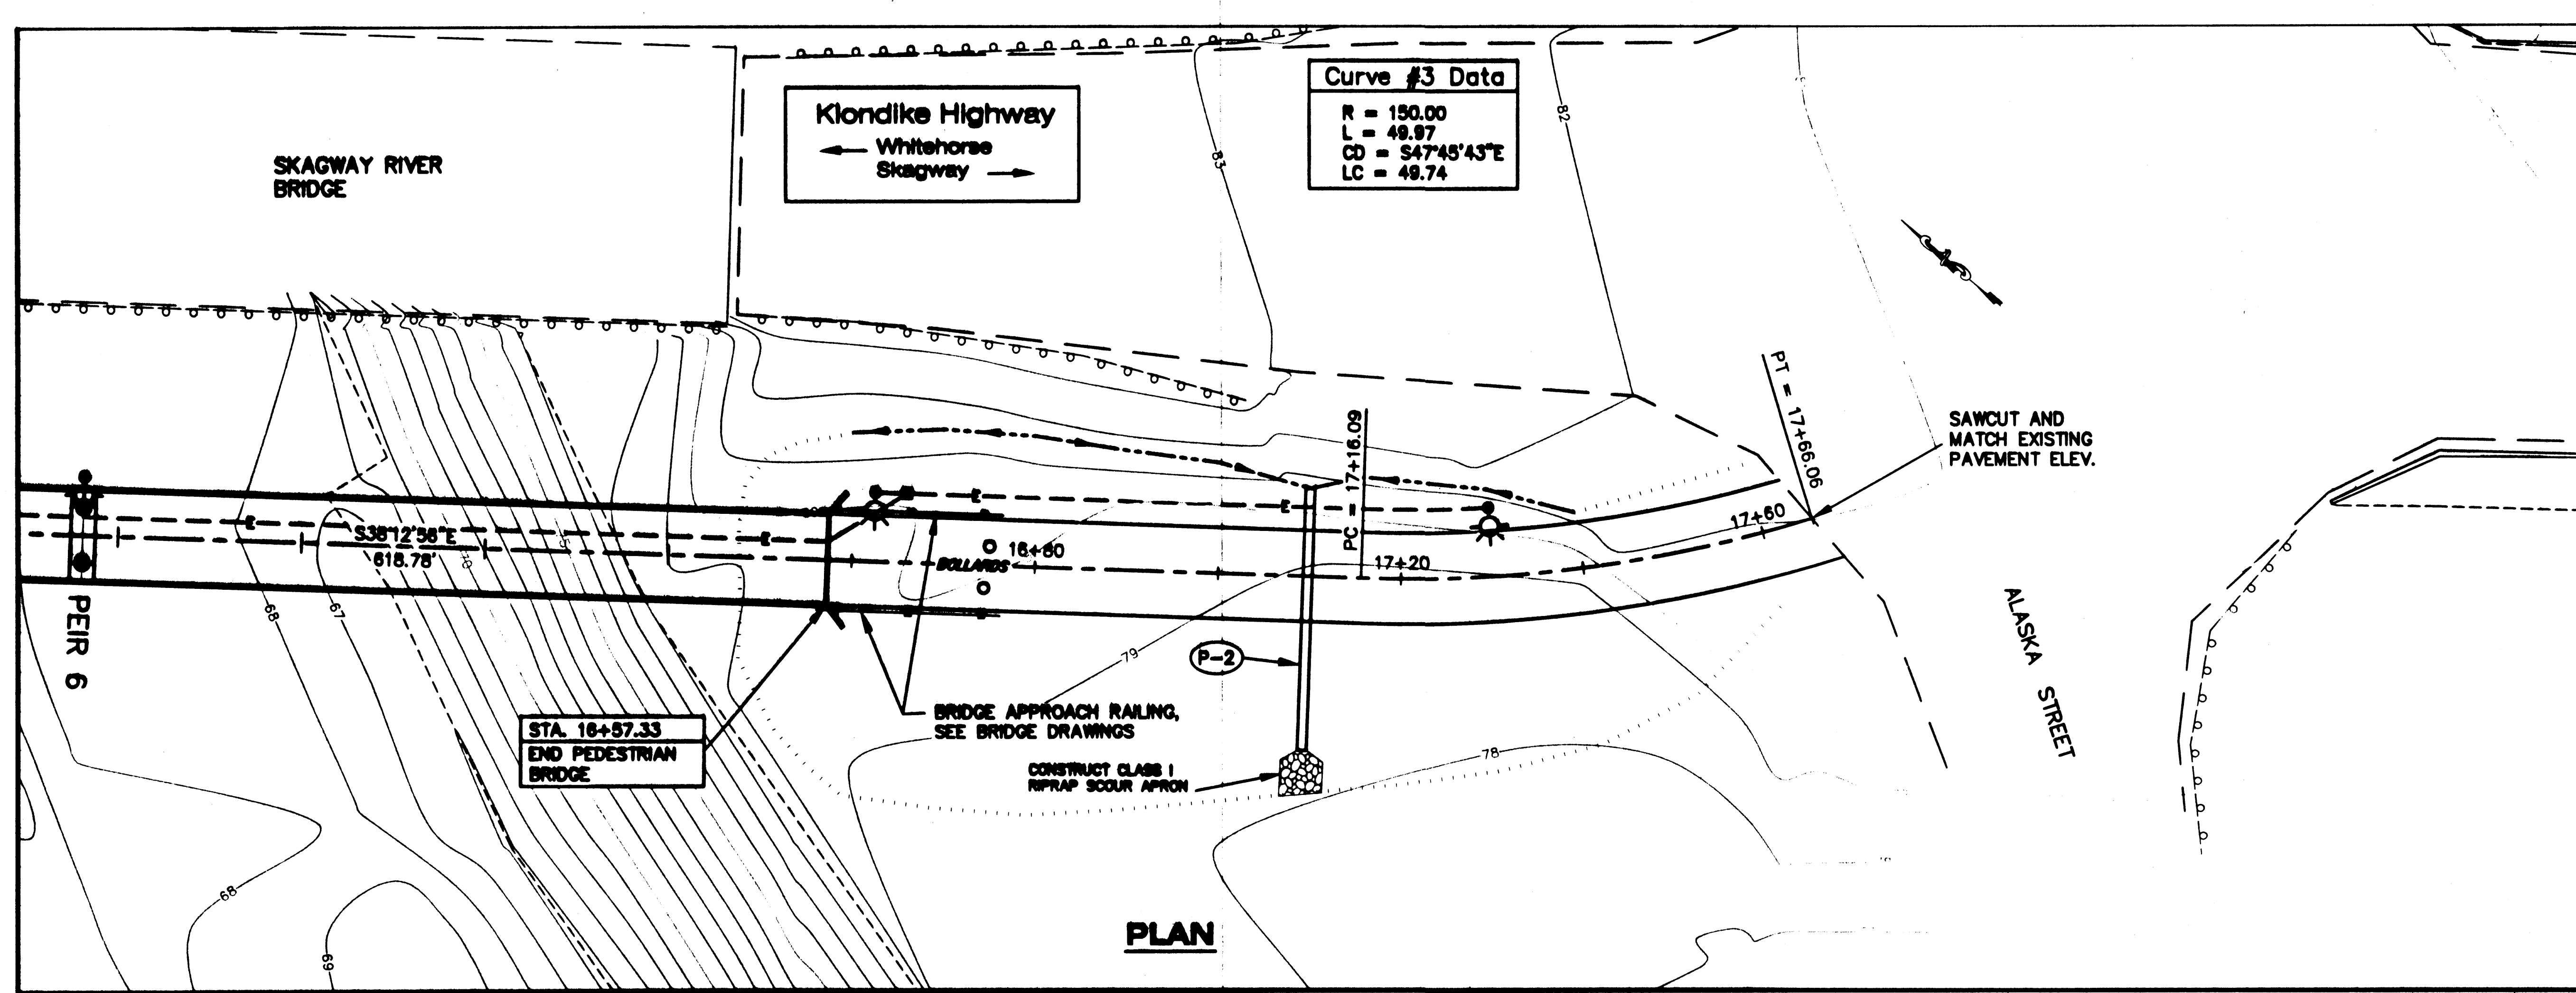 SKAGWAY RIVER
BRIDGE
Klondike Highway
Whitehorse
Skagway
Curve #3 Data
R = 150.00
L = 49.97
CD = S47°45'43"E
LC = 49.74
83
82
PT = 17+66.06
PC = 17+16.09
SAWCUT AND
MATCH EXISTING
PAVEMENT ELEV.
E
E
E
E
S38°12'56"E
618.78'
70
16+80
BOLLARDS
17+20
17+60
PEIR 6
68
67
79
P-2
ALASKA STREET
BRIDGE APPROACH RAILING,
SEE BRIDGE DRAWINGS
STA. 16+57.33
END PEDESTRIAN
BRIDGE
CONSTRUCT CLASS I
RIPRAP SCOUR APRON
78
68
69
PLAN